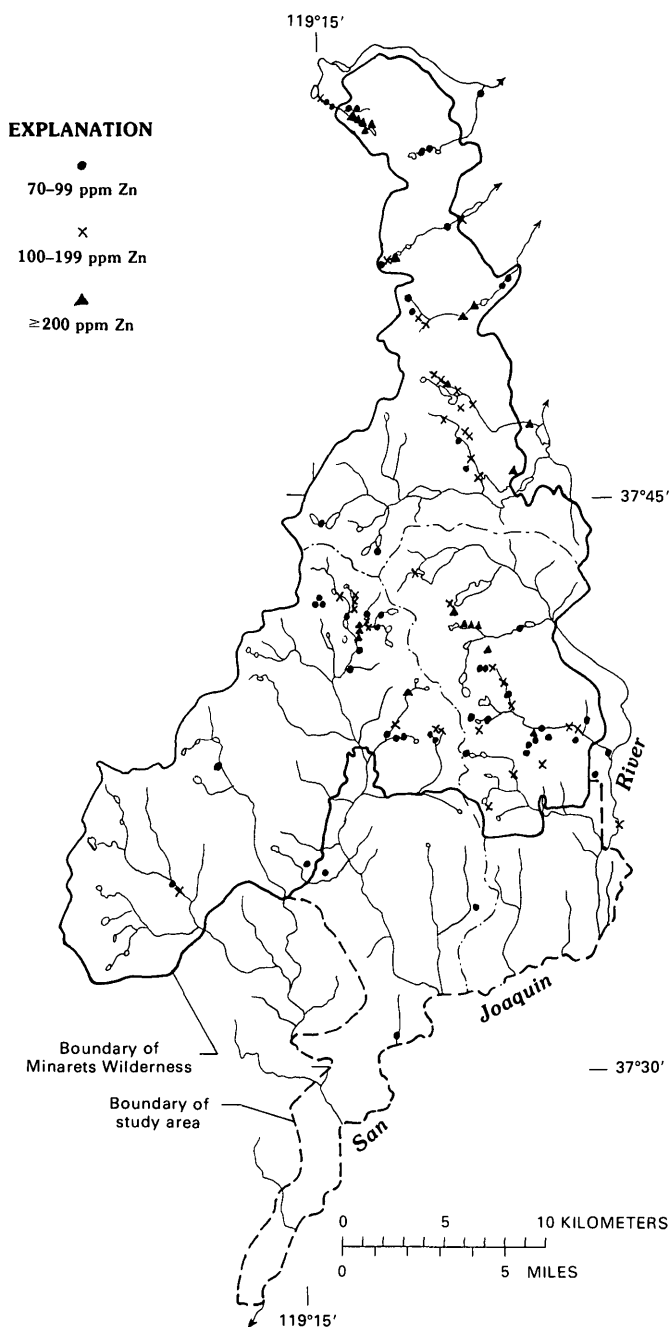 119°15'
EXPLANATION
70–99 ppm Zn
100–199 ppm Zn
≥200 ppm Zn
37°45'
River
Joaquin
Boundary of
Minarets Wilderness
37°30'
Boundary of
study area
San
0 5 10 KILOMETERS
0 5 MILES
119°15'